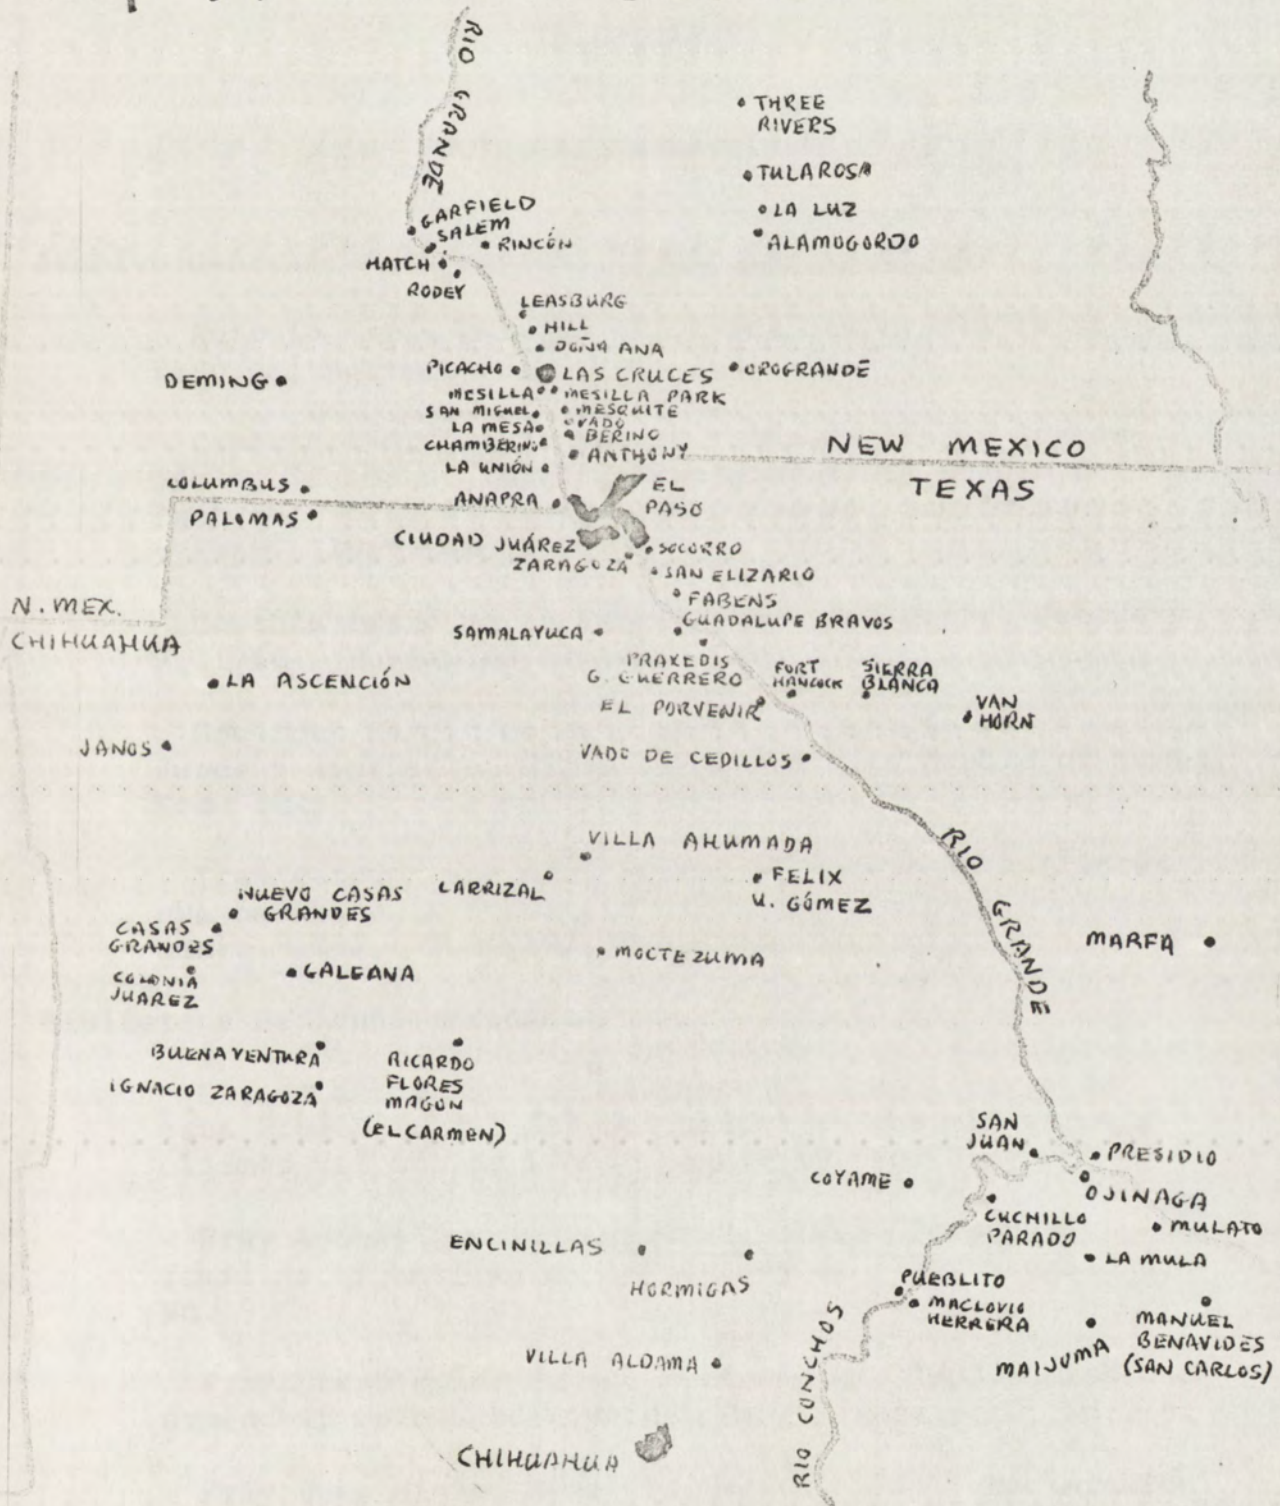 RIO GRANDE
THREE
RIVERS
TULAROSA
LA LUZ
ALAMOGORDO
GARFIELD
SALEM
RINCÓN
HATCH
RODEY
LEASBURG
HILL
DOÑA ANA
PICACHO
LAS CRUCES
OROGRANDE
DEMING
MESILLA
MESILLA PARK
SAN MIGUEL
MESQUITE
LA MESA
VADO
CHAMBERINO
BERINO
ANTHONY
LA UNIÓN
NEW MEXICO
TEXAS
COLUMBUS
PALOMAS
ANAPRA
EL
PASO
CIUDAD JUÁREZ
SOCORRO
ZARAGOZA
SAN ELIZARIO
FABENS
GUADALUPE BRAVOS
N. MEX.
CHIHUAHUA
SAMALAYUCA
PRAXEDIS
G. GUERRERO
FORT
HANCOCK
SIERRA
BLANCA
VAN
HORN
LA ASCENCIÓN
EL PORVENIR
JANOS
VADO DE CEDILLOS
VILLA AHUMADA
RIO GRANDE
NUEVO CASAS
GRANDES
CARRIZAL
FELIX
U. GÓMEZ
CASAS
GRANDES
MARFA
MOCTEZUMA
COLONIA
JUAREZ
GALEANA
BUENAVENTURA
IGNACIO ZARAGOZA
RICARDO
FLORES
MAGON
(EL CARMEN)
SAN
JUAN
PRESIDIO
COYAME
OJINAGA
CUCHILLO
PARADO
MULATO
LA MULA
ENCINILLAS
HORMIGAS
PUEBLITO
MACLOVIO
HERRERA
MANUEL
BENAVIDES
(SAN CARLOS)
MAIJUMA
VILLA ALDAMA
RIO CONCHOS
CHIHUAHUA